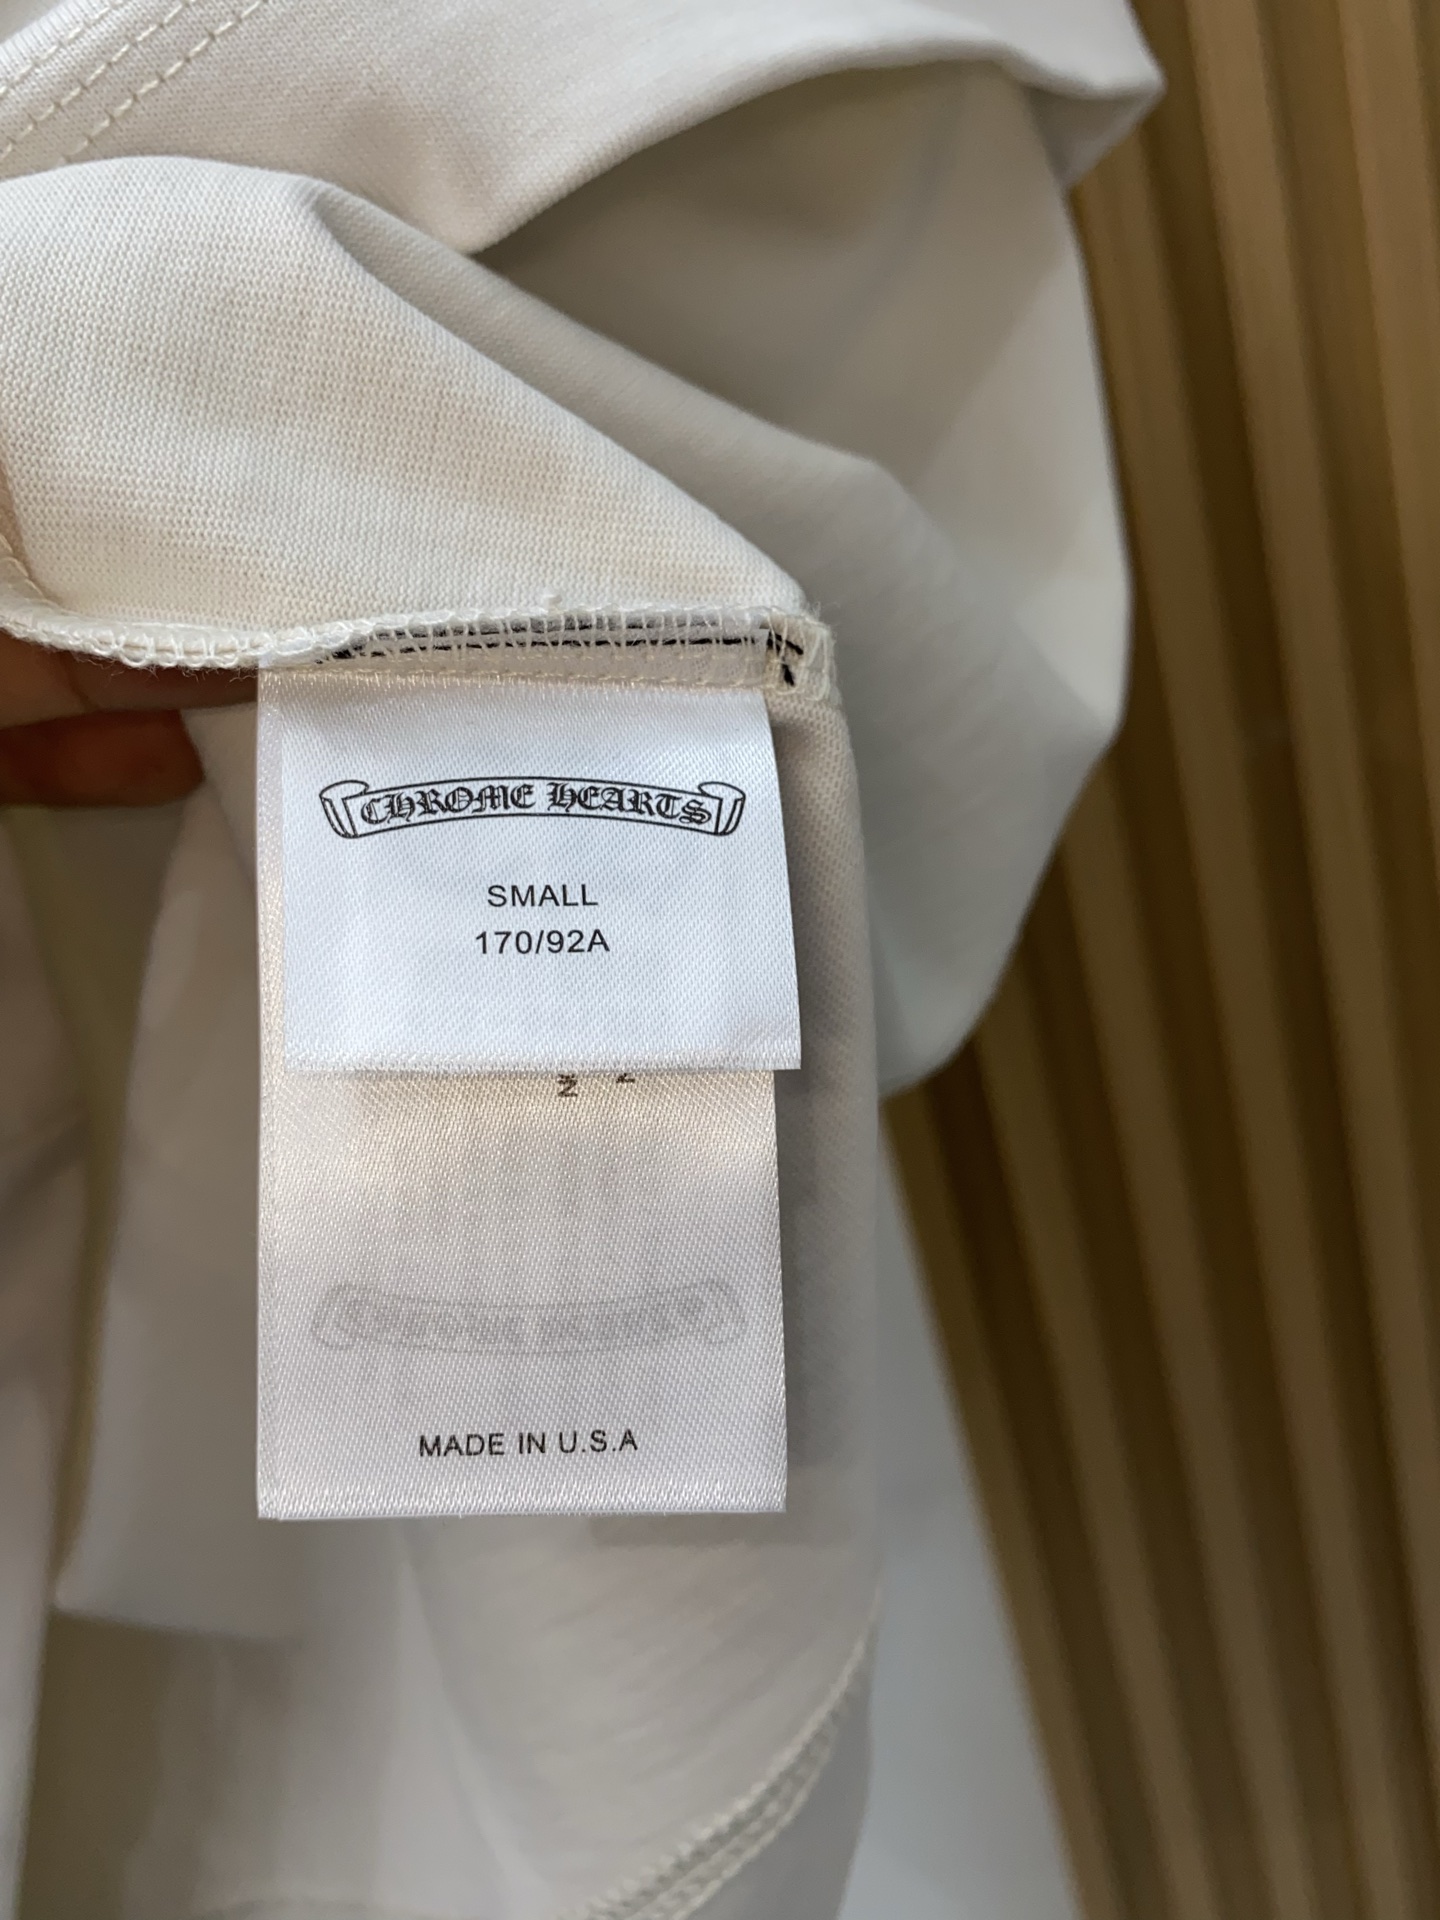 CHROME HEARTS
SMALL
170/92A
MADE IN U.S.A